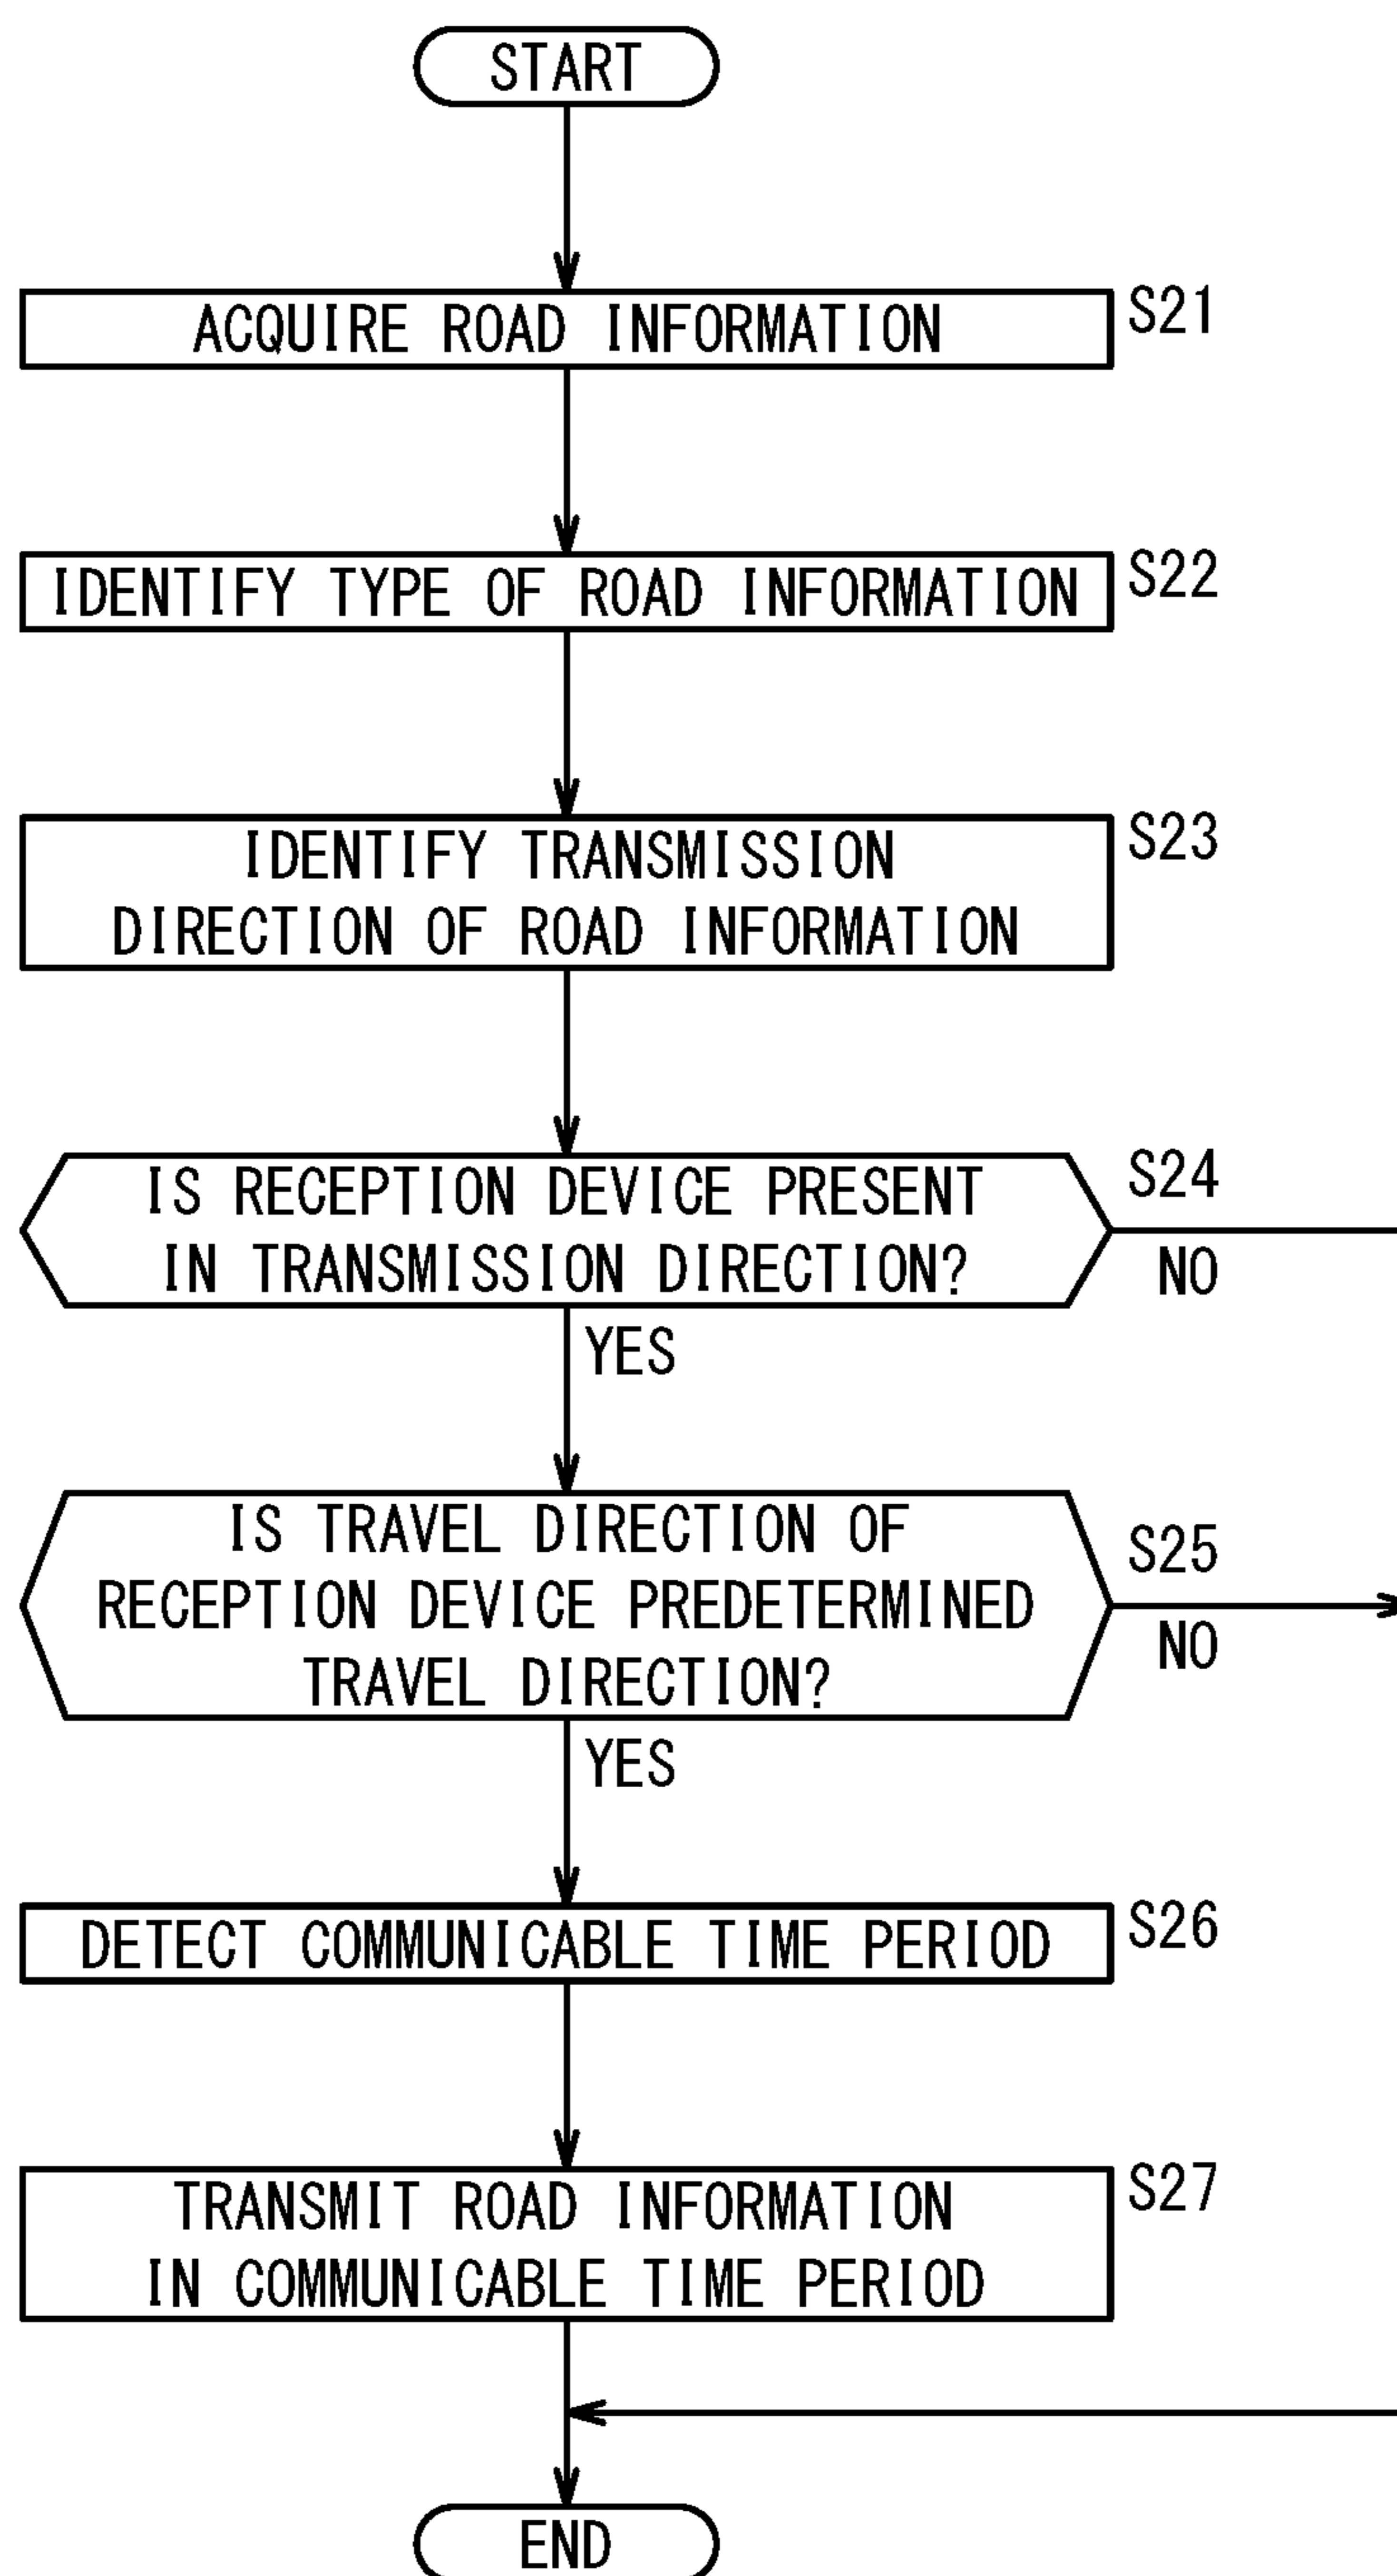 START
ACQUIRE ROAD INFORMATION
S21
IDENTIFY TYPE OF ROAD INFORMATION
S22
IDENTIFY TRANSMISSION
DIRECTION OF ROAD INFORMATION
S23
IS RECEPTION DEVICE PRESENT
IN TRANSMISSION DIRECTION?
S24
NO
YES
IS TRAVEL DIRECTION OF
RECEPTION DEVICE PREDETERMINED
TRAVEL DIRECTION?
S25
NO
YES
DETECT COMMUNICABLE TIME PERIOD
S26
TRANSMIT ROAD INFORMATION
IN COMMUNICABLE TIME PERIOD
S27
END